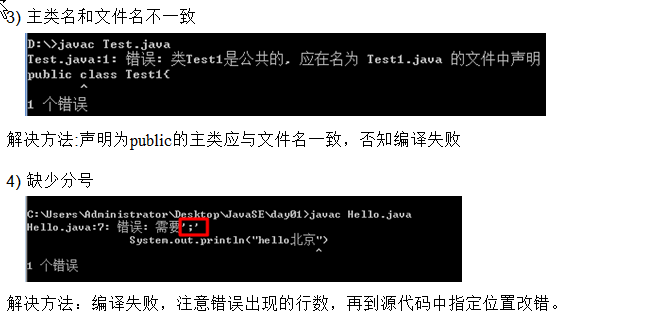 3) 主类名和文件名不一致
D:\>javac Test.java
Test.java:1: 错误: 类Test1是公共的, 应在名为 Test1.java 的文件中声明
public class Test1{
^
1 个错误
解决方法:声明为public的主类应与文件名一致，否知编译失败
4) 缺少分号
C:\Users\Administrator\Desktop\JavaSE\day01>javac Hello.java
Hello.java:7: 错误: 需要';'
System.out.println("hello北京")
^
1 个错误
解决方法：编译失败，注意错误出现的行数，再到源代码中指定位置改错。